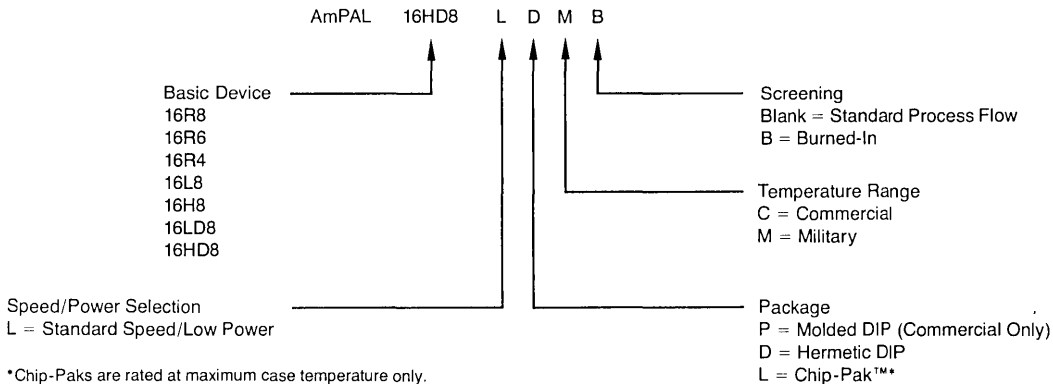 AmPAL 16HD8 L D M B
Basic Device
16R8
16R6
16R4
16L8
16H8
16LD8
16HD8
Screening
Blank = Standard Process Flow
B = Burned-In
Temperature Range
C = Commercial
M = Military
Speed/Power Selection
L = Standard Speed/Low Power
Package
P = Molded DIP (Commercial Only)
D = Hermetic DIP
L = Chip-Pak™*
*Chip-Paks are rated at maximum case temperature only.